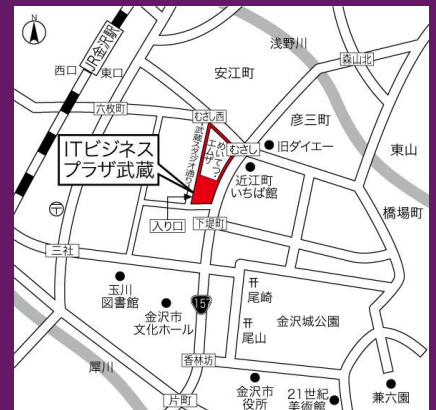 N
浅野川
JR金沢駅
安江町
森山北
西口
東口
六枚町
むさし西
彦三町
めいてつ・
エムザ
むさし
旧ダイエー
東山
ITビジネス
プラザ武蔵
武蔵スタジオ通り
近江町
いちば館
橋場町
入り口
下堤町
三社
玉川
図書館
157
尾崎
金沢市
文化ホール
尾山
金沢城公園
犀川
香林坊
片町
金沢市
役所
21世紀
美術館
兼六園